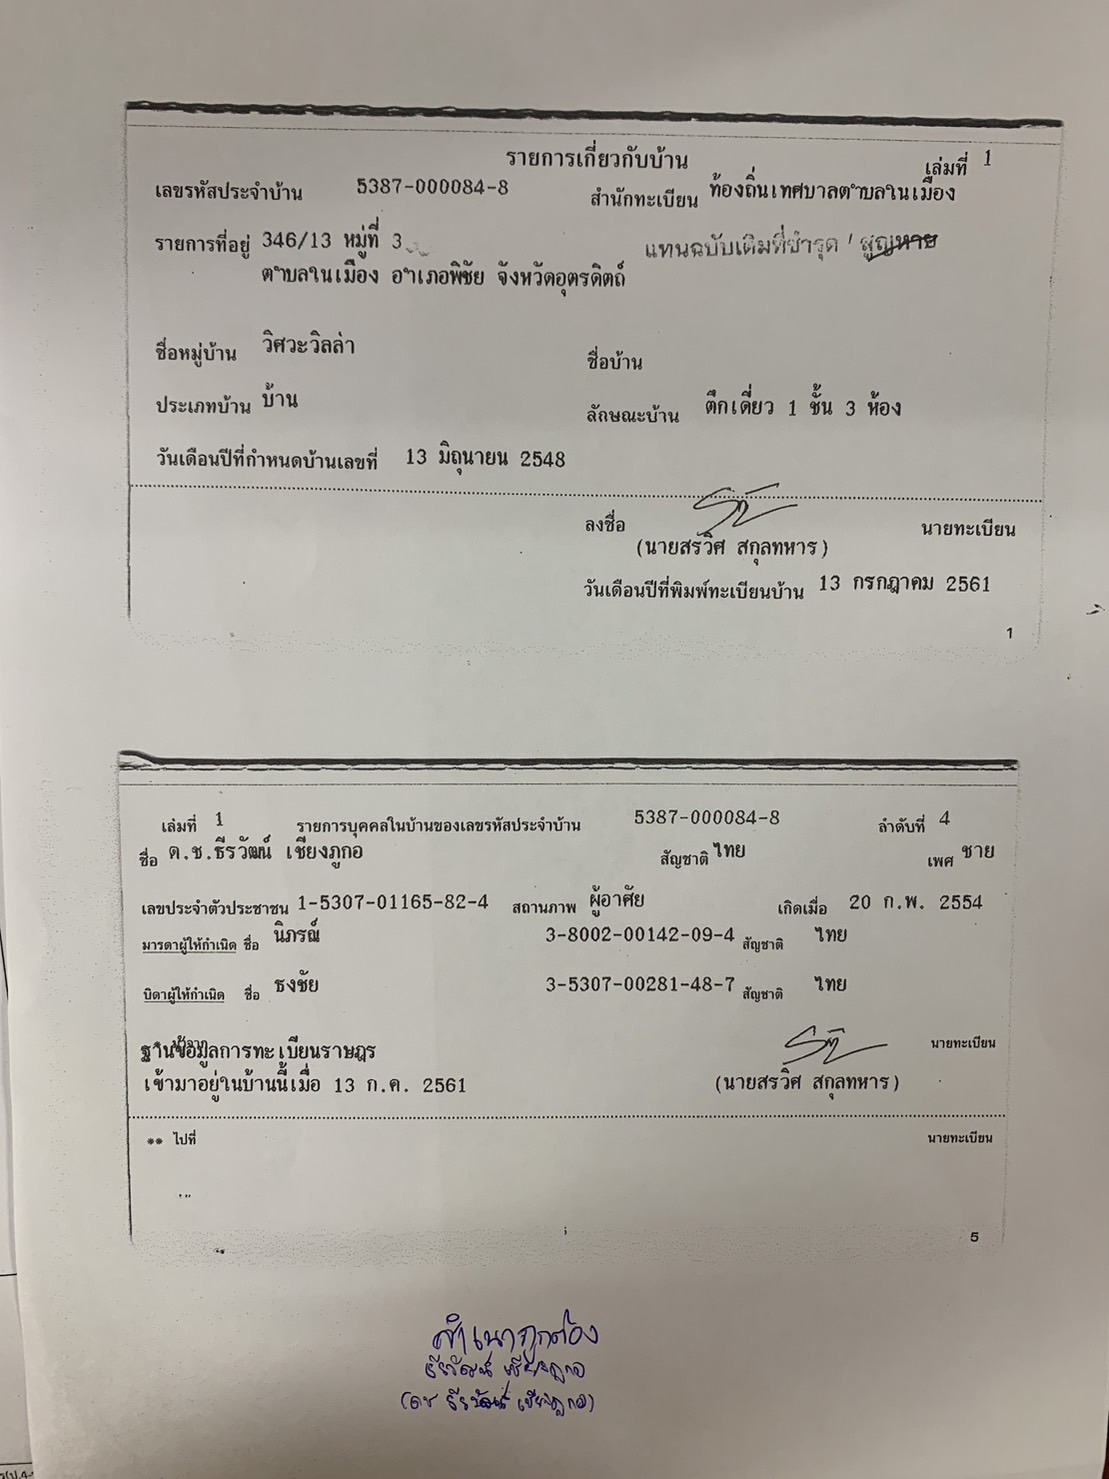 รายการเกี่ยวกับบ้าน เล่มที่ 1
เลขรหัสประจำบ้าน 5387-000084-8 สำนักทะเบียน ท้องถิ่นเทศบาลตำบลในเมือง
รายการที่อยู่ 346/13 หมู่ที่ 3 แทนฉบับเดิมที่ชำรุด / สูญหาย
ตำบลในเมือง อำเภอพิชัย จังหวัดอุตรดิตถ์
ชื่อหมู่บ้าน วิศวะวิลล่า ชื่อบ้าน
ประเภทบ้าน บ้าน ลักษณะบ้าน ตึกเดี่ยว 1 ชั้น 3 ห้อง
วันเดือนปีที่กำหนดบ้านเลขที่ 13 มิถุนายน 2548
ลงชื่อ นายทะเบียน
(นายสรวิศ สกุลทหาร)
วันเดือนปีที่พิมพ์ทะเบียนบ้าน 13 กรกฎาคม 2561
1
เล่มที่ 1 รายการบุคคลในบ้านของเลขรหัสประจำบ้าน 5387-000084-8 ลำดับที่ 4
ชื่อ ด.ช.ธีรวัฒน์ เชียงภูกอ สัญชาติ ไทย เพศ ชาย
เลขประจำตัวประชาชน 1-5307-01165-82-4 สถานภาพ ผู้อาศัย เกิดเมื่อ 20 ก.พ. 2554
มารดาผู้ให้กำเนิด ชื่อ นิภรณ์ 3-8002-00142-09-4 สัญชาติ ไทย
บิดาผู้ให้กำเนิด ชื่อ ธงชัย 3-5307-00281-48-7 สัญชาติ ไทย
ฐานข้อมูลการทะเบียนราษฎร นายทะเบียน
เข้ามาอยู่ในบ้านนี้เมื่อ 13 ก.ค. 2561 (นายสรวิศ สกุลทหาร)
** ไปที่ นายทะเบียน
5
สำเนาถูกต้อง
ธีรวัฒน์ เชียงภูกอ
(ดช ธีรวัฒน์ เชียงภูกอ)